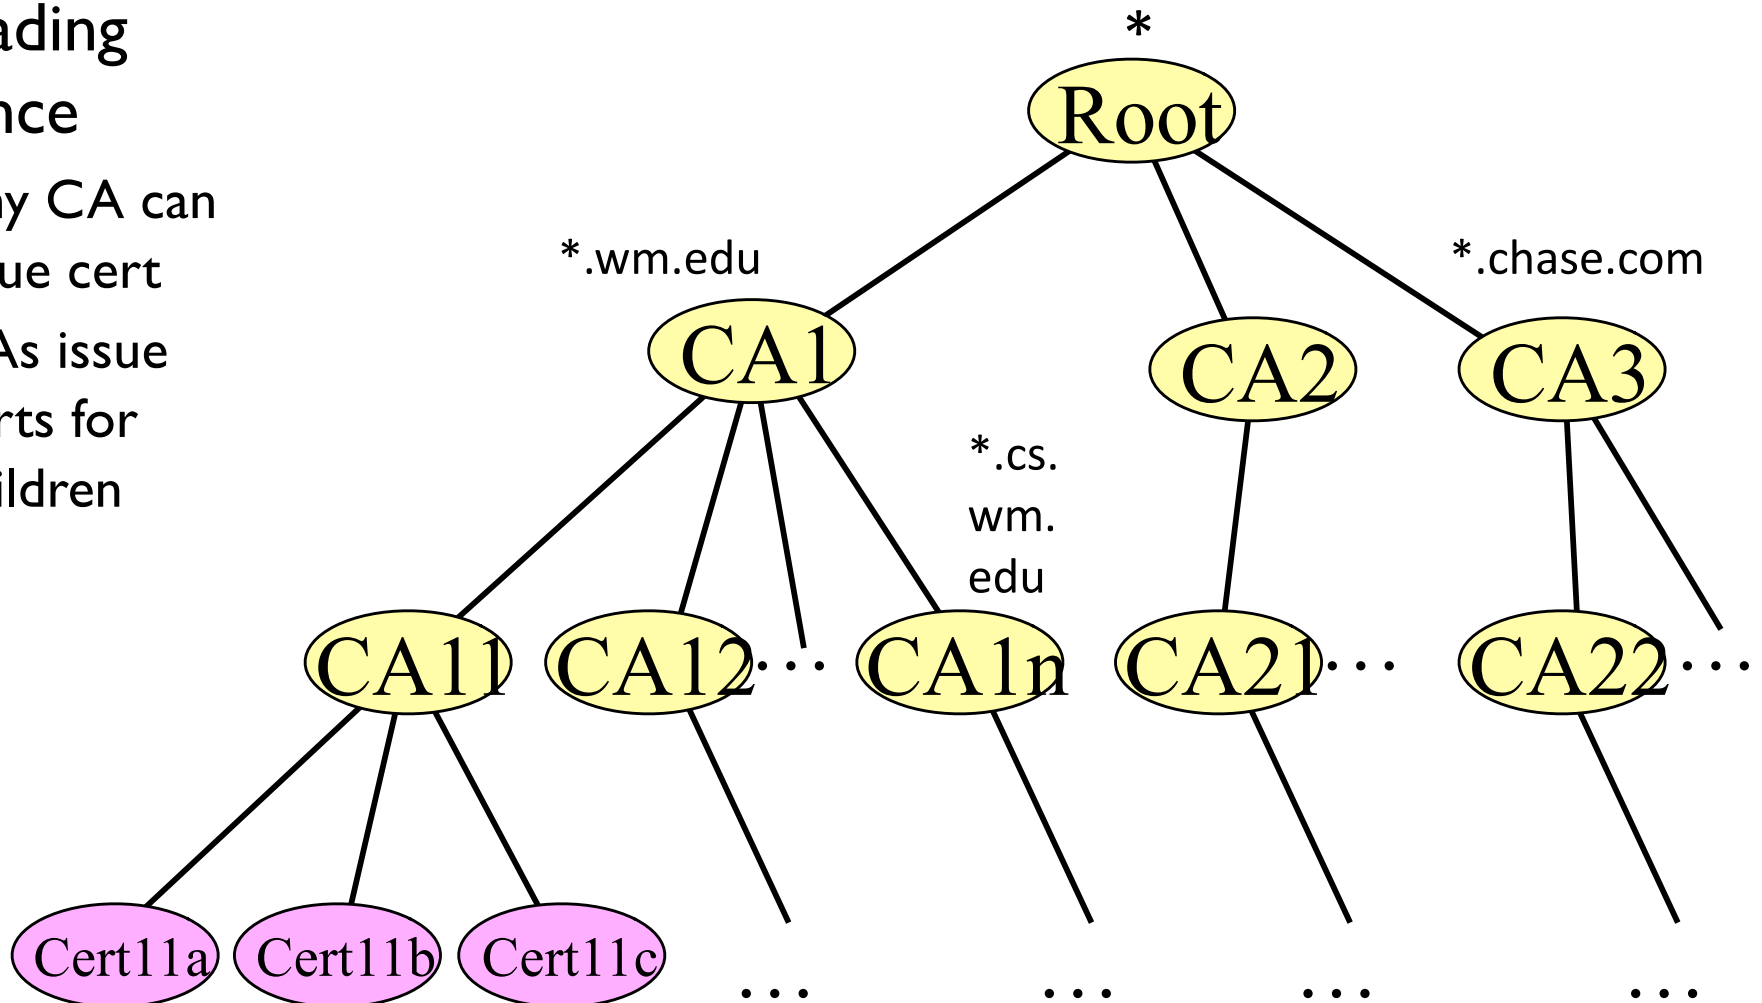 ading
nce
ny CA can
ue cert
As issue
rts for
ildren
*
Root
*.wm.edu
*.chase.com
CA1
CA2
CA3
*.cs.
wm.
edu
CA11
CA12
...
CA1n
CA21
...
CA22
...
Cert11a
Cert11b
Cert11c
...
...
...
...